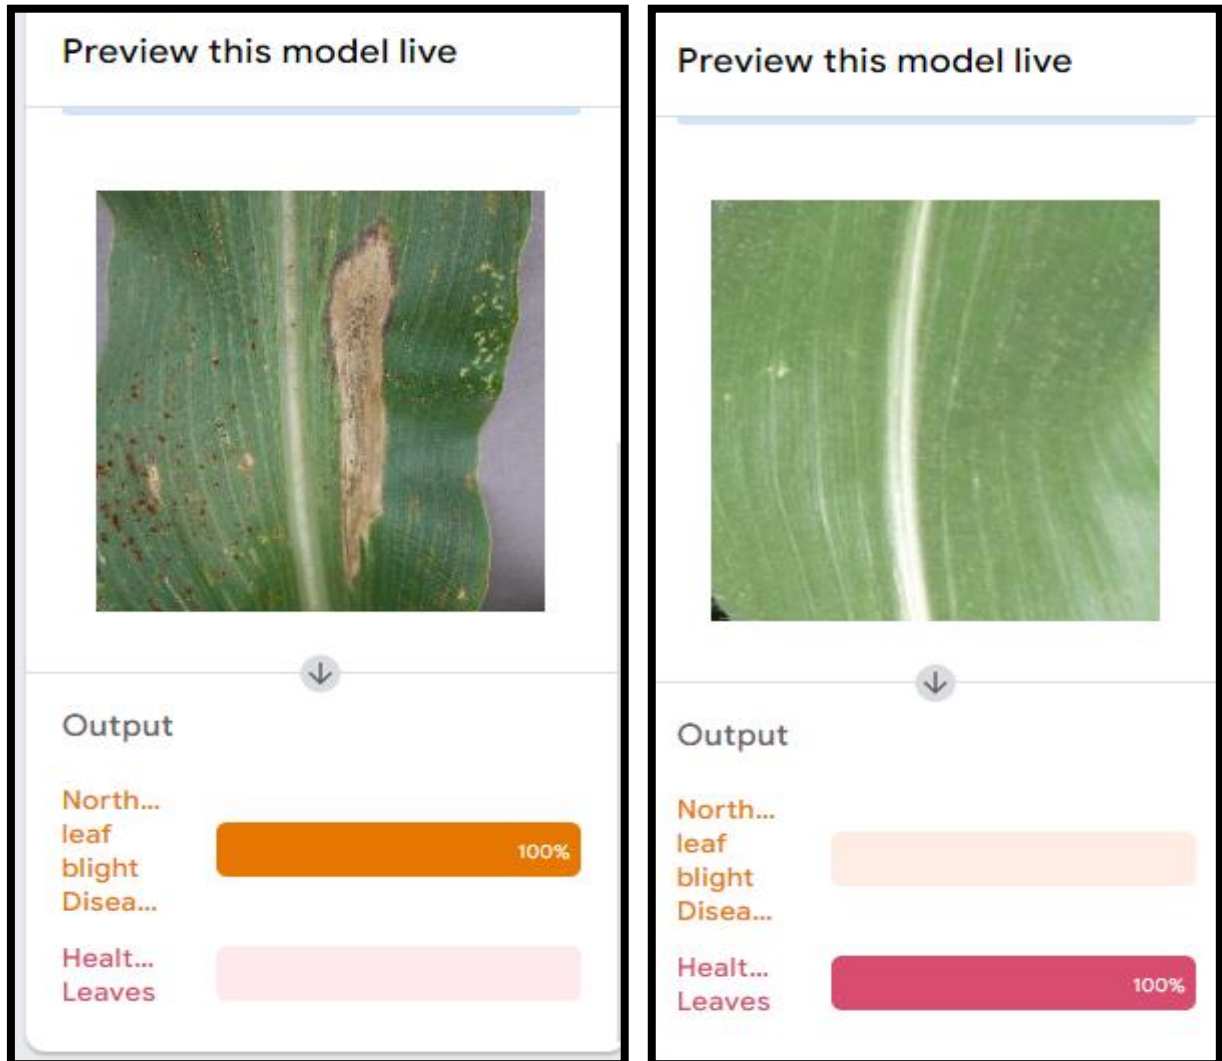 Preview this model live
Output
North...
leaf
blight
Disea...
100%
Healt...
Leaves
Preview this model live
Output
North...
leaf
blight
Disea...
Healt...
Leaves
100%